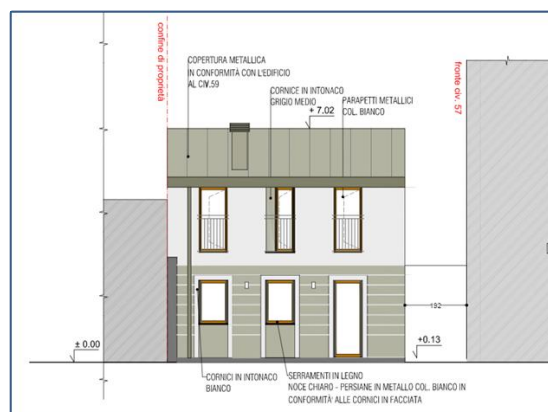 confine di proprietà
COPERTURA METALLICA
IN CONFORMITÀ CON L'EDIFICIO
AL CIV.59
CORNICE IN INTONACO
GRIGIO MEDIO
+ 7.02
PARAPETTI METALLICI
COL. BIANCO
fronte civ. 57
192
± 0.00
+0.13
CORNICI IN INTONACO
BIANCO
SERRAMENTI IN LEGNO
NOCE CHIARO - PERSIANE IN METALLO COL. BIANCO IN
CONFORMITA' ALLE CORNICI IN FACCIATA